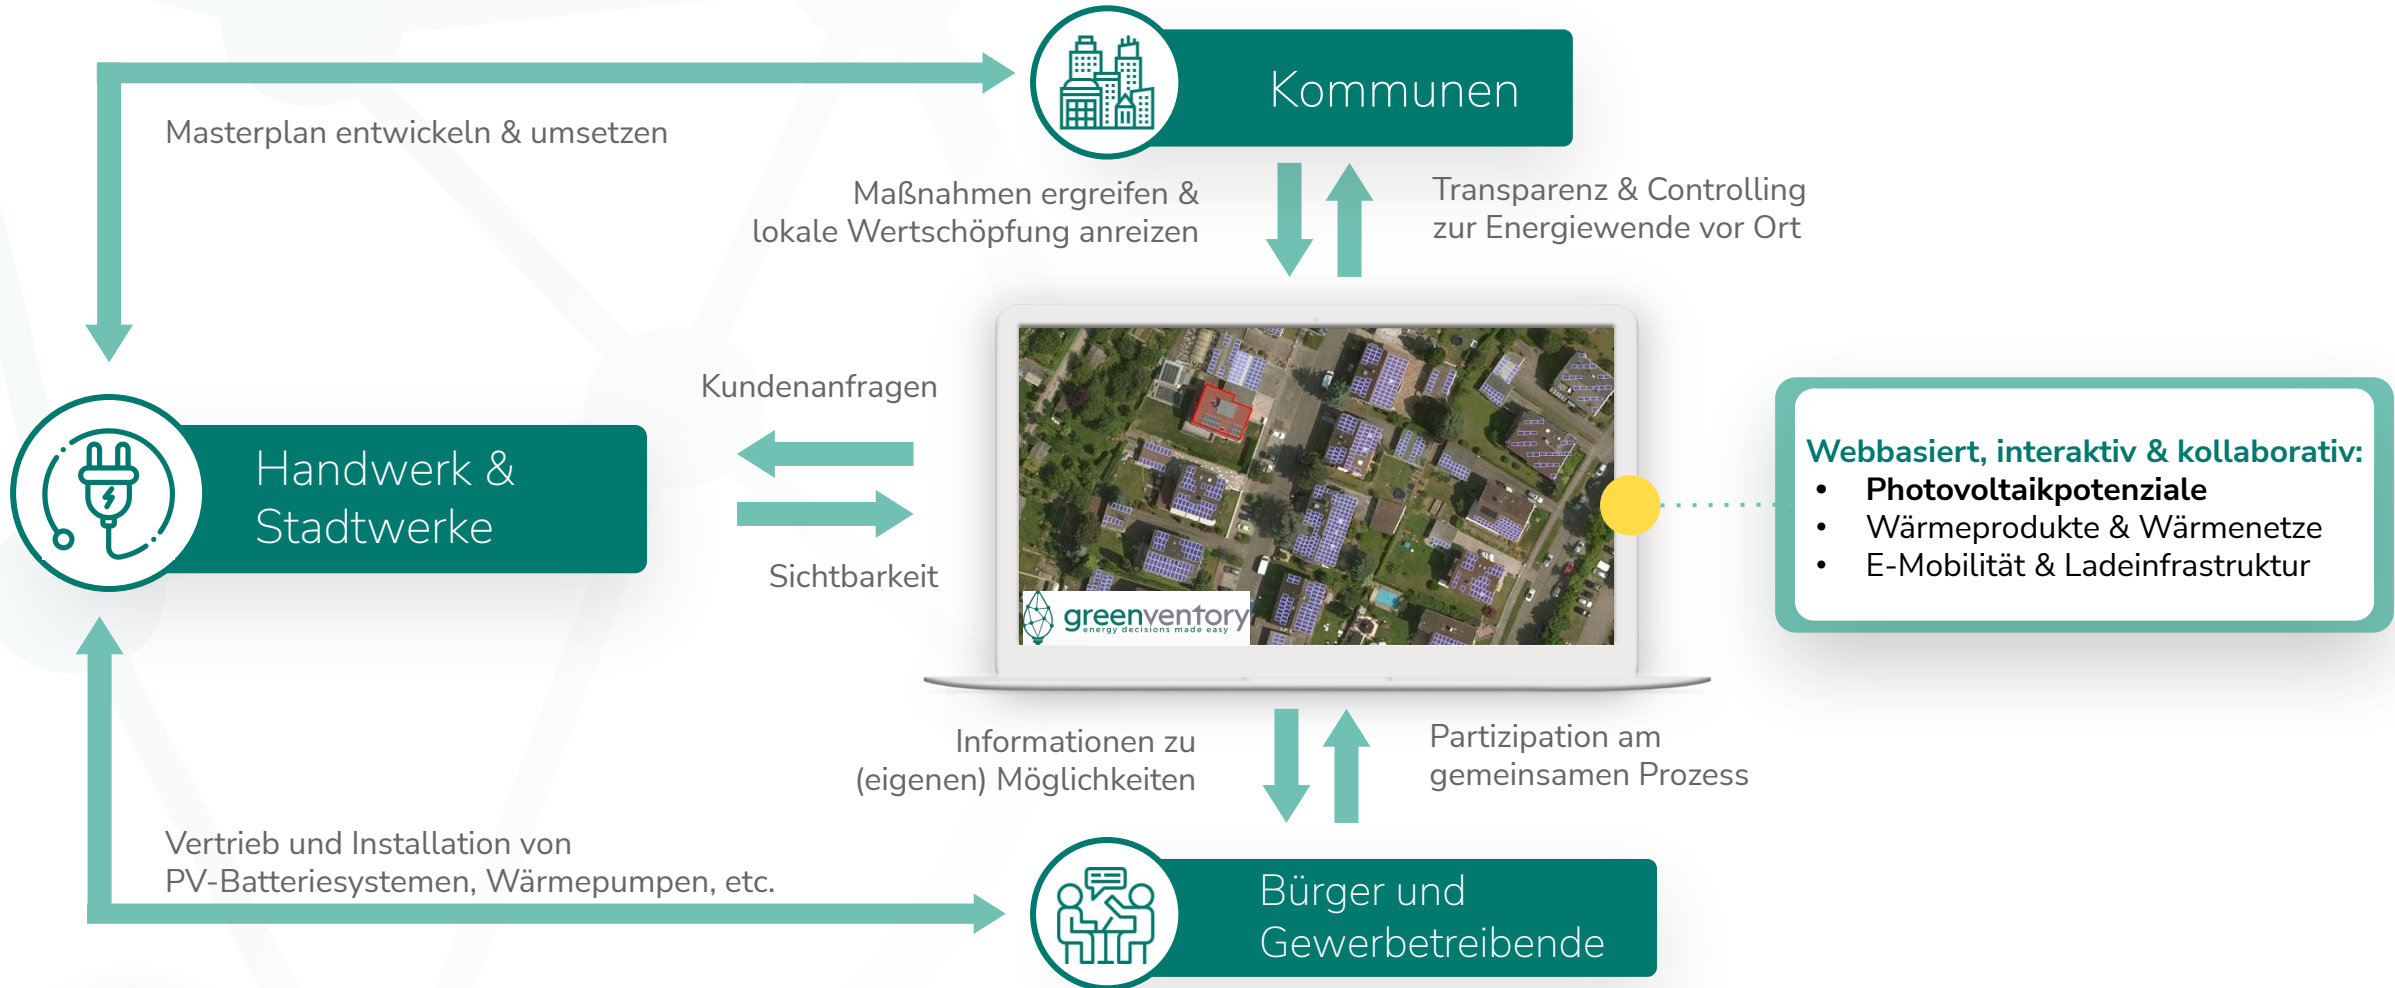 Kommunen
Masterplan entwickeln & umsetzen
Maßnahmen ergreifen &
lokale Wertschöpfung anreizen
Transparenz & Controlling
zur Energiewende vor Ort
Kundenanfragen
Handwerk &
Stadtwerke
Sichtbarkeit
greenventory
energy decisions made easy
Webbasiert, interaktiv & kollaborativ:
• Photovoltaikpotenziale
• Wärmeprodukte & Wärmenetze
• E-Mobilität & Ladeinfrastruktur
Informationen zu
(eigenen) Möglichkeiten
Partizipation am
gemeinsamen Prozess
Vertrieb und Installation von
PV-Batteriesystemen, Wärmepumpen, etc.
Bürger und
Gewerbetreibende